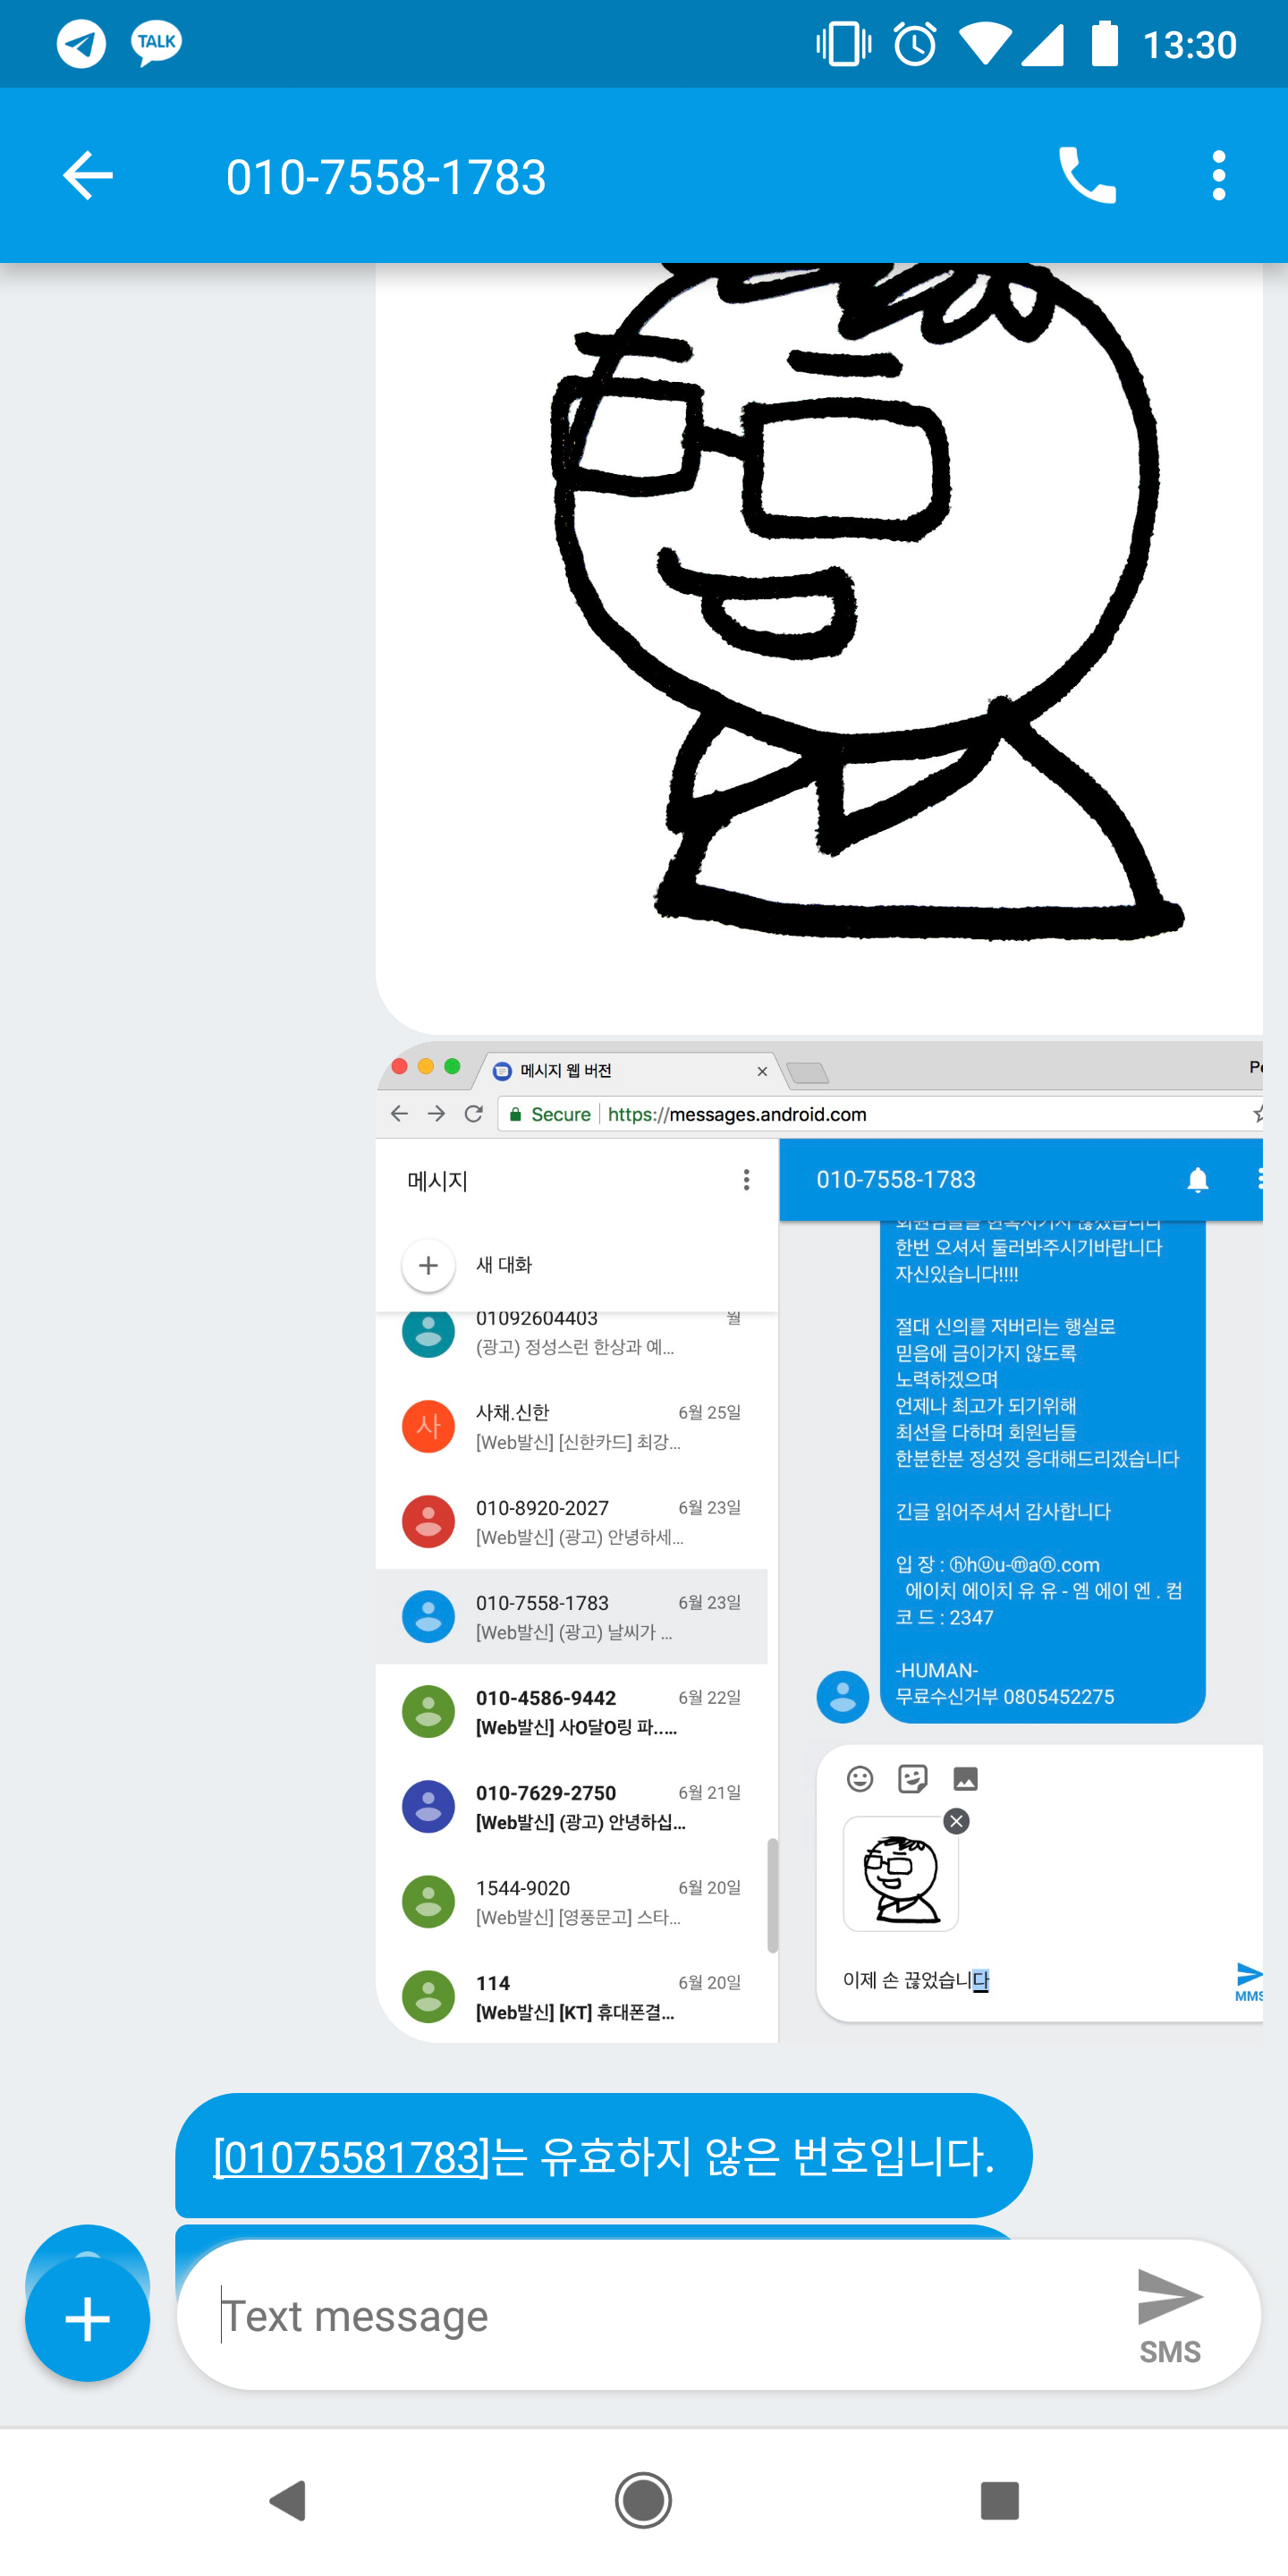 TALK
13:30
010-7558-1783
메시지 웹 버전
Secure
https://messages.android.com
메시지
새 대화
01092604403
월
(광고) 정성스런 한상과 예...
사
사채.신한
6월 25일
[Web발신] [신한카드] 최강...
010-8920-2027
6월 23일
[Web발신] (광고) 안녕하세...
010-7558-1783
6월 23일
[Web발신] (광고) 날씨가 ...
010-4586-9442
6월 22일
[Web발신] 사O달O링 파.....
010-7629-2750
6월 21일
[Web발신] (광고) 안녕하십...
1544-9020
6월 20일
[Web발신] [영풍문고] 스타...
114
6월 20일
[Web발신] [KT] 휴대폰결...
010-7558-1783
한번 오셔서 둘러봐주시기바랍니다
자신있습니다!!!!
절대 신의를 저버리는 행실로
믿음에 금이가지 않도록
노력하겠으며
언제나 최고가 되기위해
최선을 다하며 회원님들
한분한분 정성껏 응대해드리겠습니다
긴글 읽어주셔서 감사합니다
입 장 : ⓗhⓤu-ⓜaⓝ.com
에이치 에이치 유 유 - 엠 에이 엔 . 컴
코 드 : 2347
-HUMAN-
무료수신거부 0805452275
이제 손 끊었습니다
MMS
[01075581783]는 유효하지 않은 번호입니다.
Text message
SMS